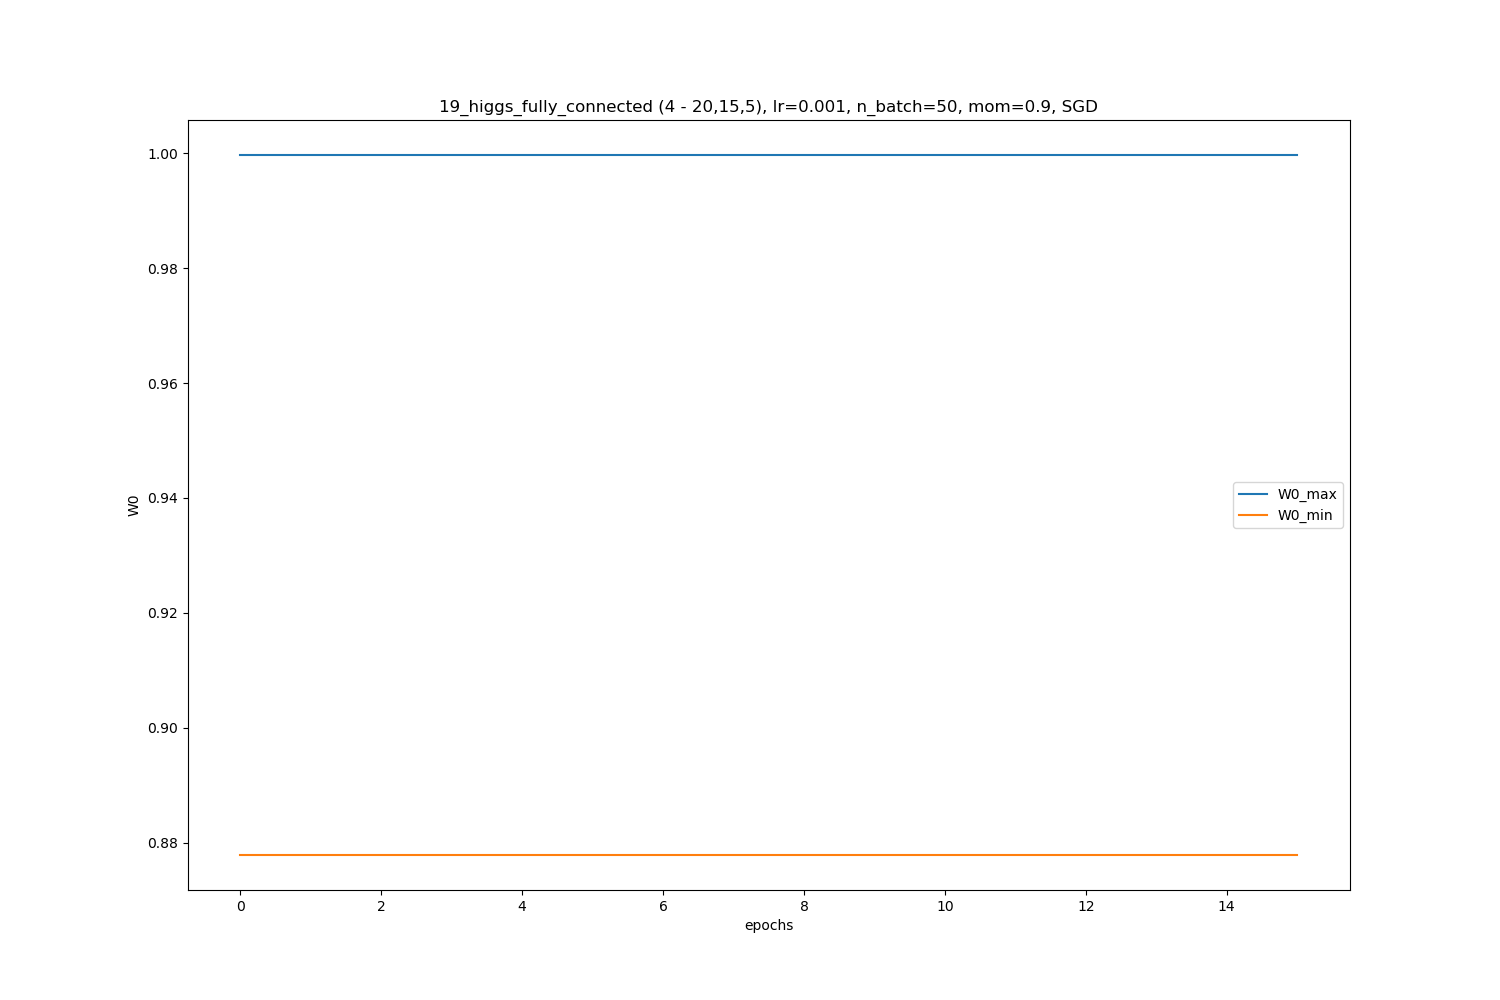 19_higgs_fully_connected (4 - 20,15,5), lr=0.001, n_batch=50, mom=0.9, SGD
1.00
0.98
0.96
0.94
0.92
0.90
0.88
W0
W0_max
W0_min
0 2 4 6 8 10 12 14
epochs